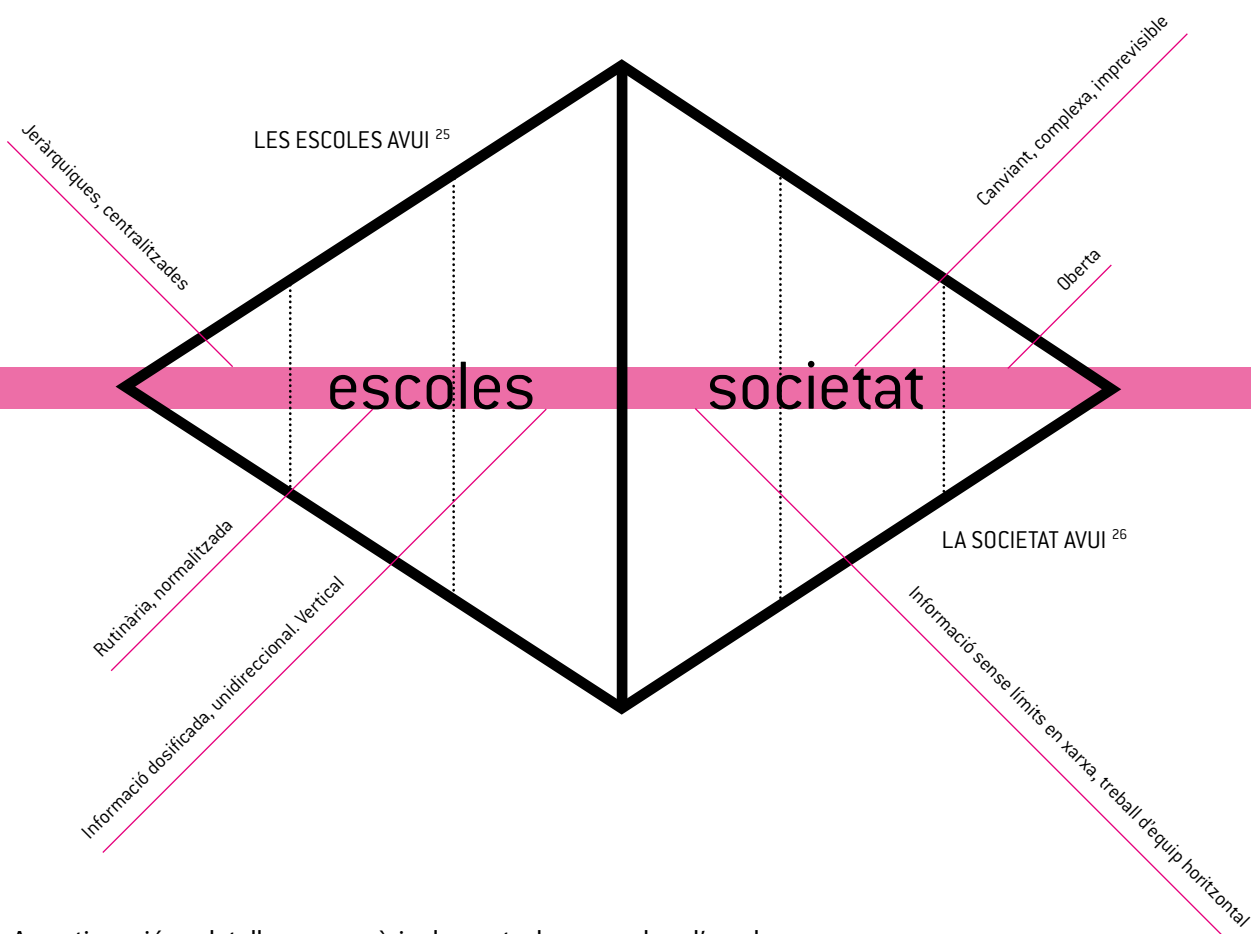 Canviant, complexa, imprevisible
LES ESCOLES AVUI 25
Jeràrquiques, centralitzades
Oberta
escoles
societat
Rutinària, normalitzada
LA SOCIETAT AVUI 26
Informació dosificada, unidireccional. Vertical
Informació sense límits en xarxa, treball d'equip horitzontal